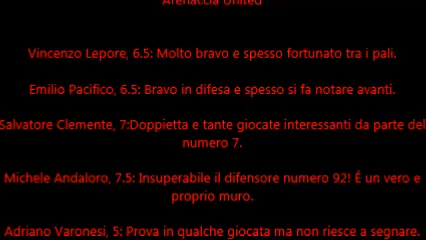 Arenaccia United
Vincenzo Lepore, 6.5: Molto bravo e spesso fortunato tra i pali.
Emilio Pacifico, 6.5: Bravo in difesa e spesso si fa notare avanti.
Salvatore Clemente, 7:Doppietta e tante giocate interessanti da parte del
numero 7.
Michele Andaloro, 7.5: Insuperabile il difensore numero 92! É un vero e
proprio muro.
Adriano Varonesi, 5: Prova in qualche giocata ma non riesce a segnare.